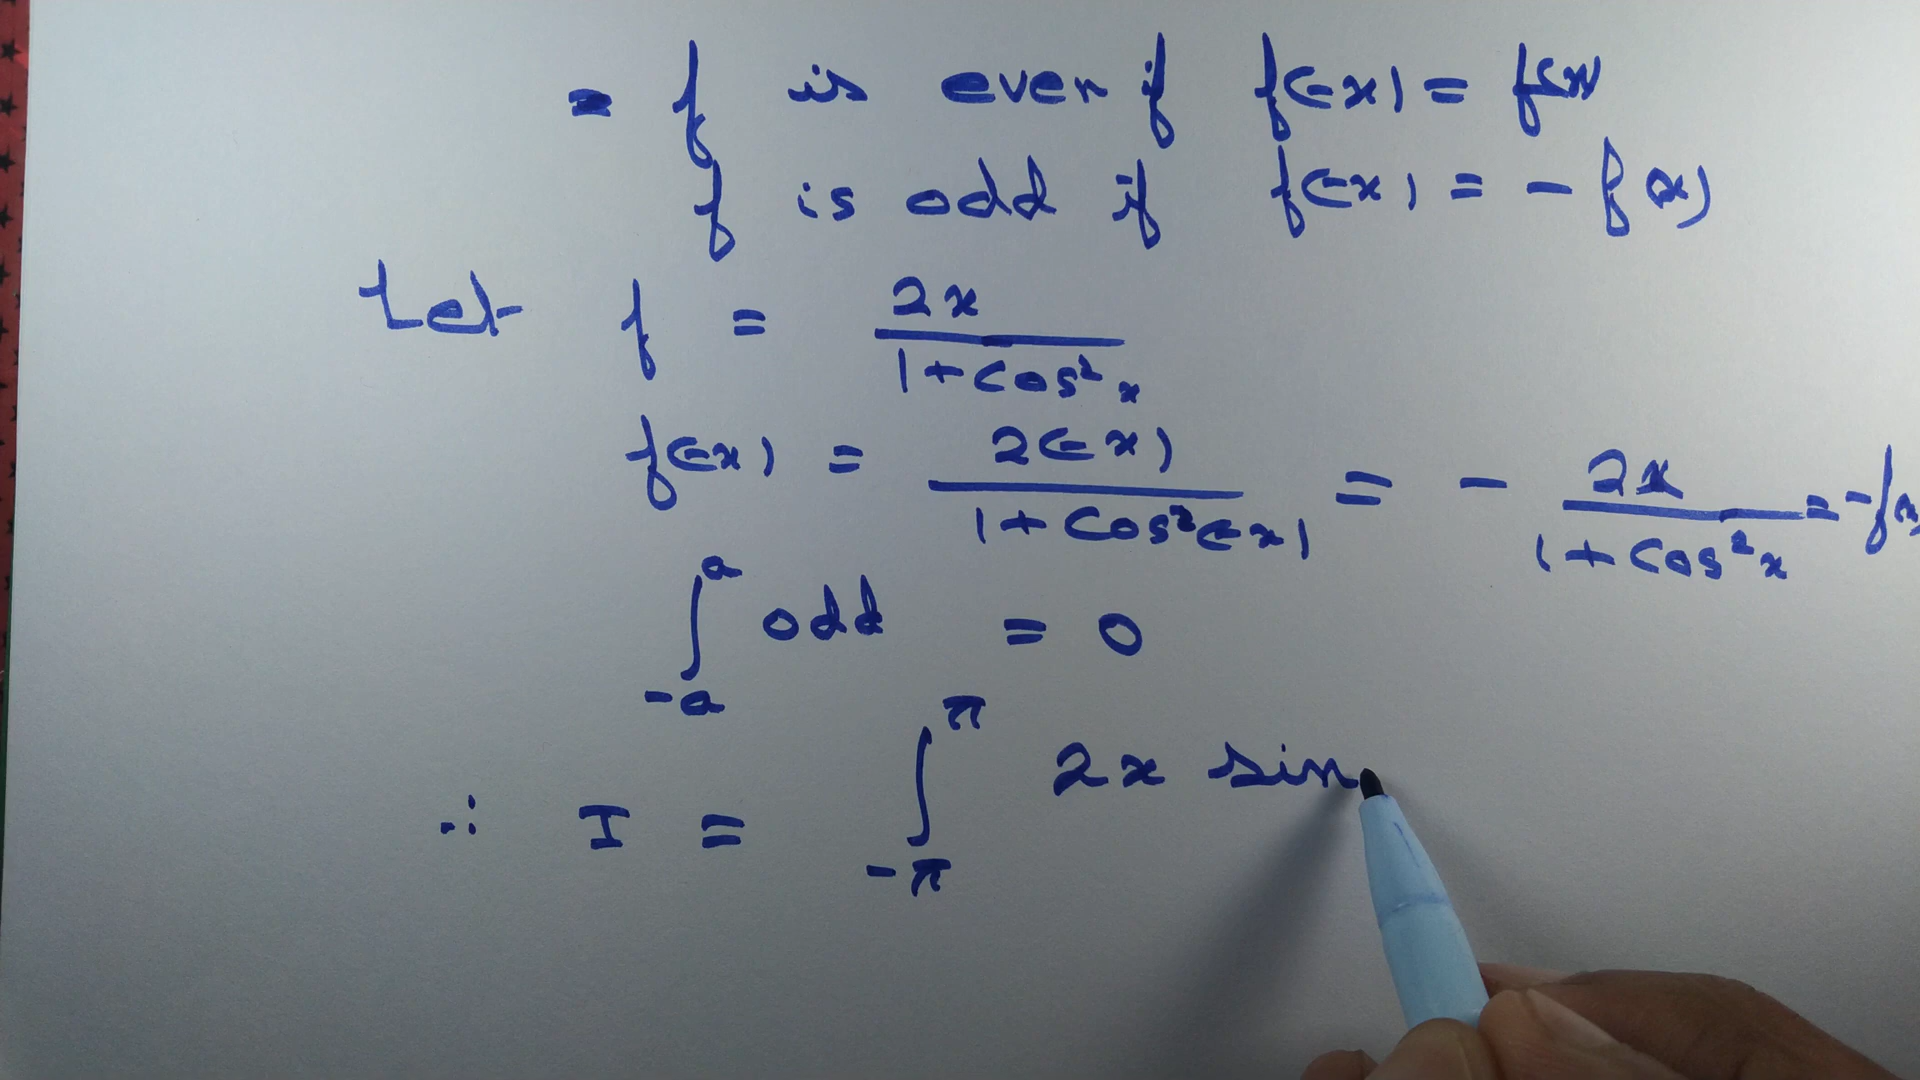 = f is even if f(-x) = f(x)
f is odd if f(-x) = - f(x)
Let f = 2x / 1+cos²x
f(-x) = 2(-x) / 1+cos²(-x) = - 2x / 1+cos²x = -f(x)
∫_{-a}^{a} odd = 0
∴ I = ∫_{-π}^{π} 2x sin